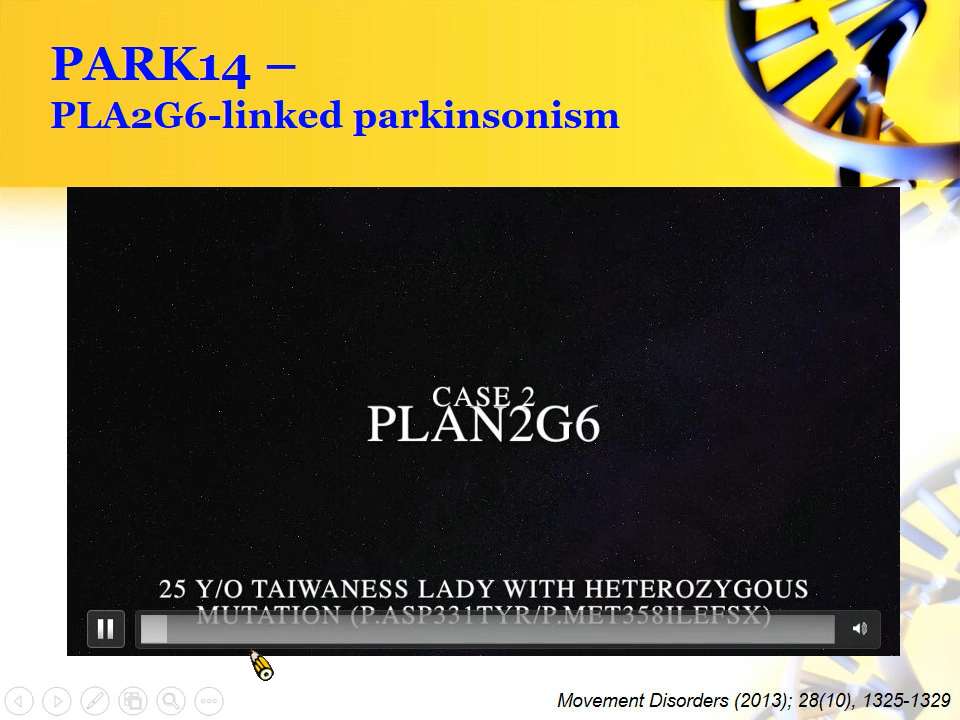 PARK14 –
PLA2G6-linked parkinsonism
CASE 2
PLAN2G6
25 Y/O TAIWANESS LADY WITH HETEROZYGOUS
MUTATION (P.ASP331TYR/P.MET358ILEFSX)
Movement Disorders (2013); 28(10), 1325-1329